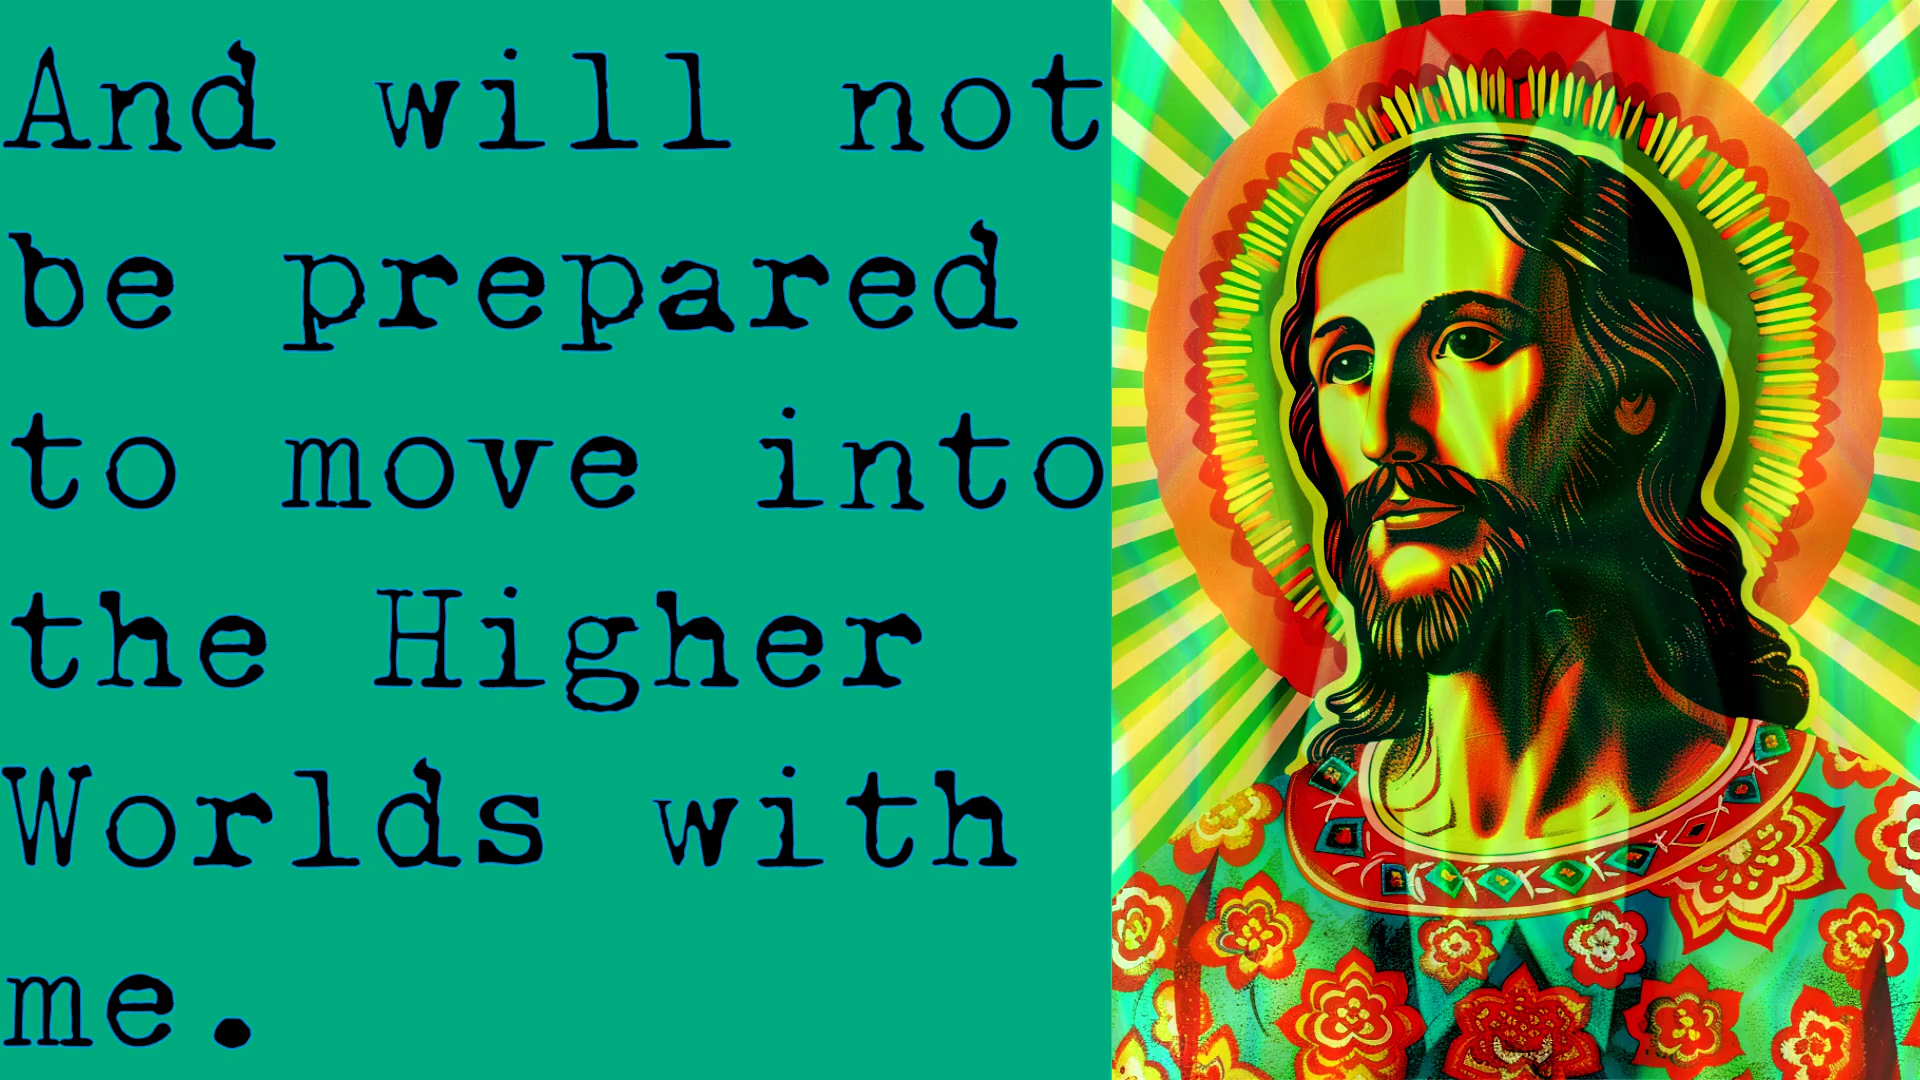 And will not
be prepared
to move into
the Higher
Worlds with
me.